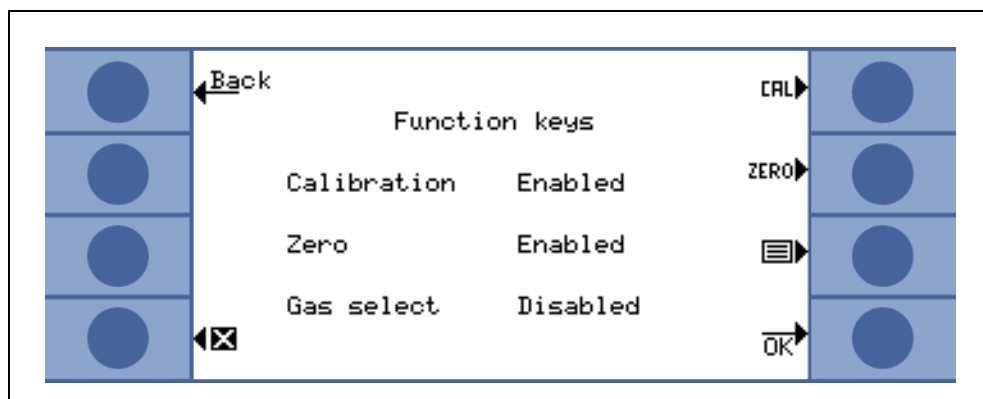 Back
CAL
Function keys
Calibration Enabled
ZERO
Zero Enabled
Gas select Disabled
OK